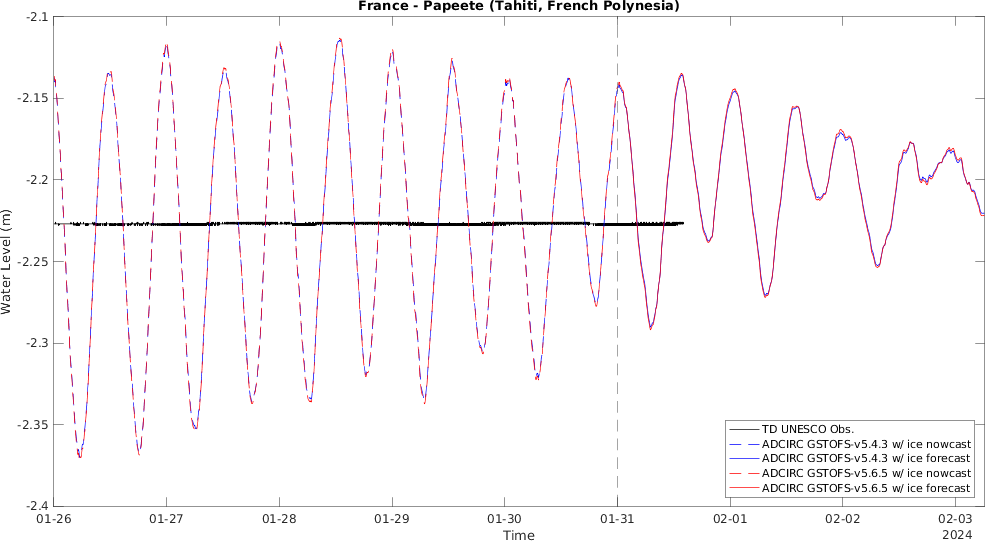 France - Papeete (Tahiti, French Polynesia)
-2.1
-2.15
-2.2
-2.25
-2.3
-2.35
-2.4
Water Level (m)
01-26 01-27 01-28 01-29 01-30 01-31 02-01 02-02 02-03
Time
2024
TD UNESCO Obs.
ADCIRC GSTOFS-v5.4.3 w/ ice nowcast
ADCIRC GSTOFS-v5.4.3 w/ ice forecast
ADCIRC GSTOFS-v5.6.5 w/ ice nowcast
ADCIRC GSTOFS-v5.6.5 w/ ice forecast